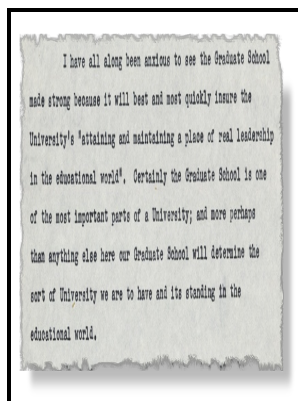 I have all along been anxious to see the Graduate School
made strong because it will best and most quickly insure the
University's "attaining and maintaining a place of real leadership
in the educational world". Certainly the Graduate School is one
of the most important parts of a University; and more perhaps
than anything else here our Graduate School will determine the
sort of University we are to have and its standing in the
educational world.